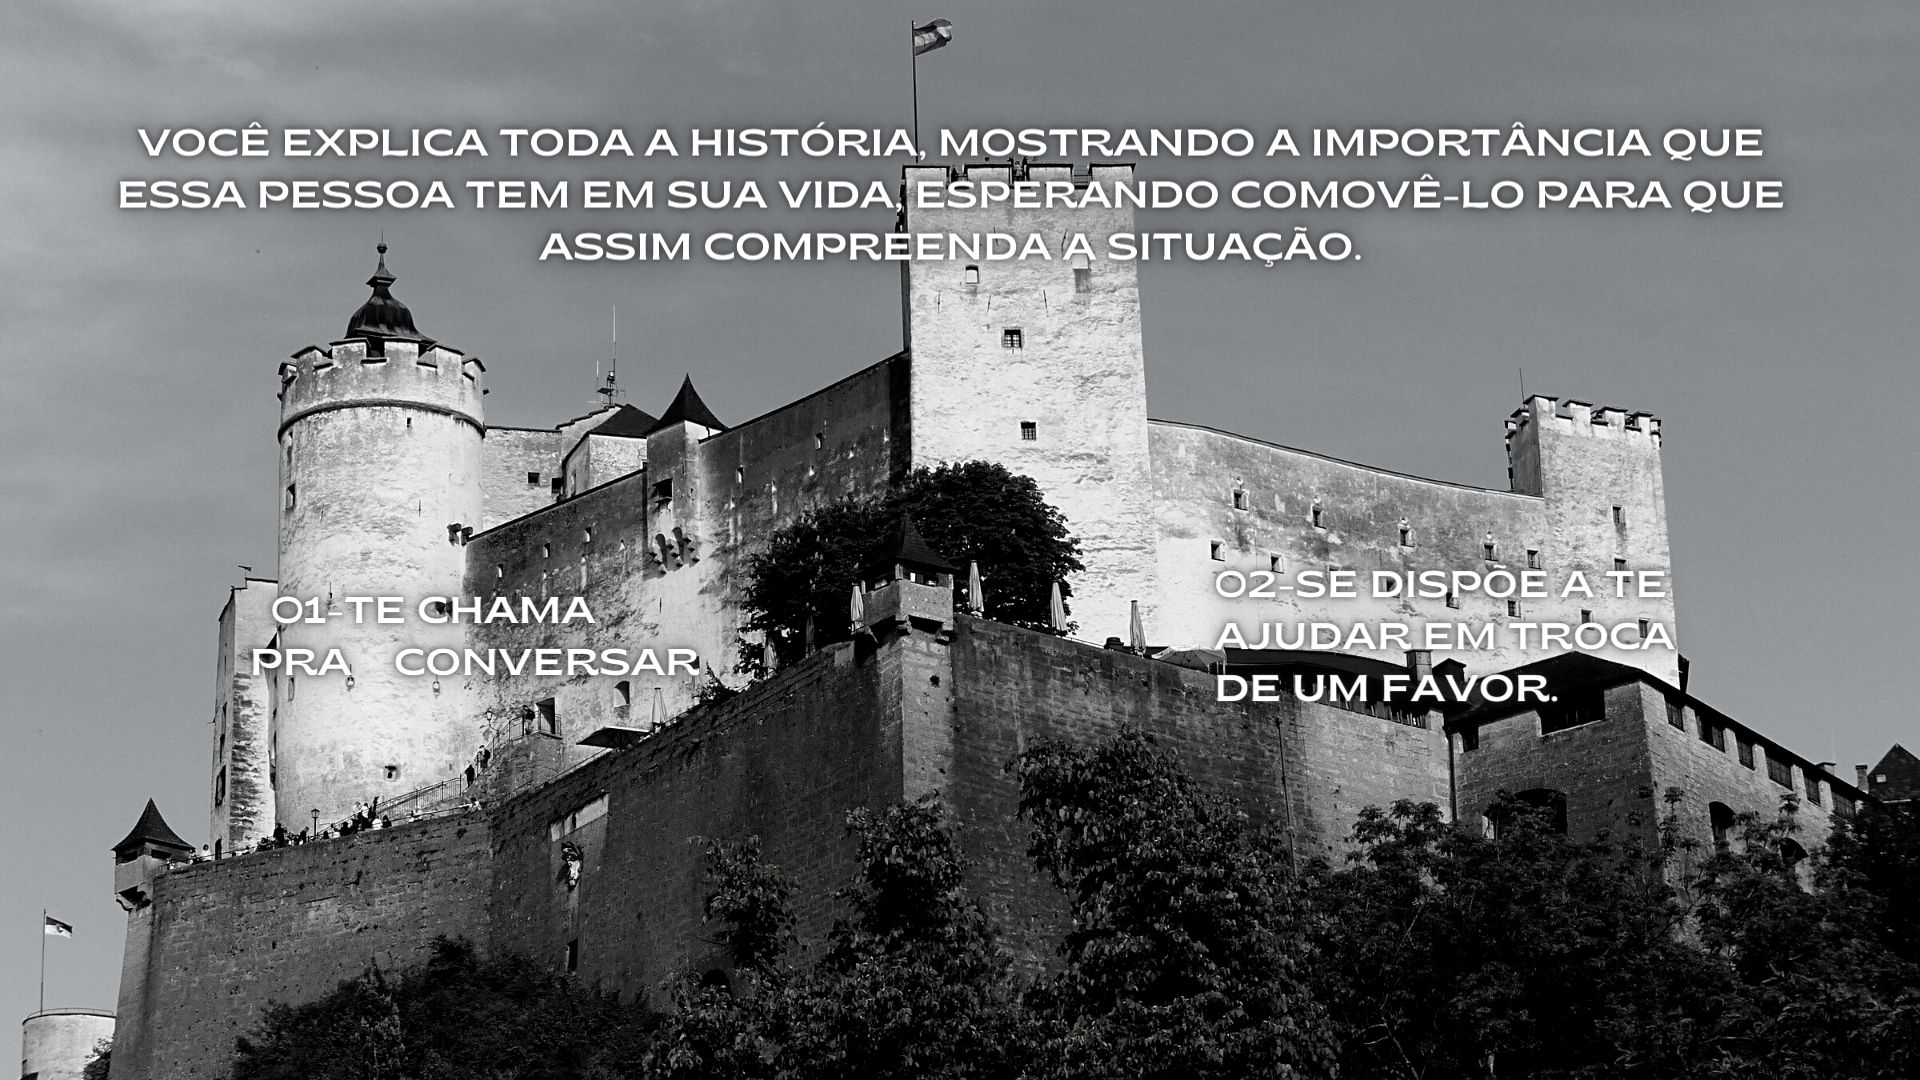 VOCÊ EXPLICA TODA A HISTÓRIA, MOSTRANDO A IMPORTÂNCIA QUE
ESSA PESSOA TEM EM SUA VIDA, ESPERANDO COMOVÊ-LO PARA QUE
ASSIM COMPREENDA A SITUAÇÃO.
01-TE CHAMA
PRA CONVERSAR
02-SE DISPÕE A TE
AJUDAR EM TROCA
DE UM FAVOR.